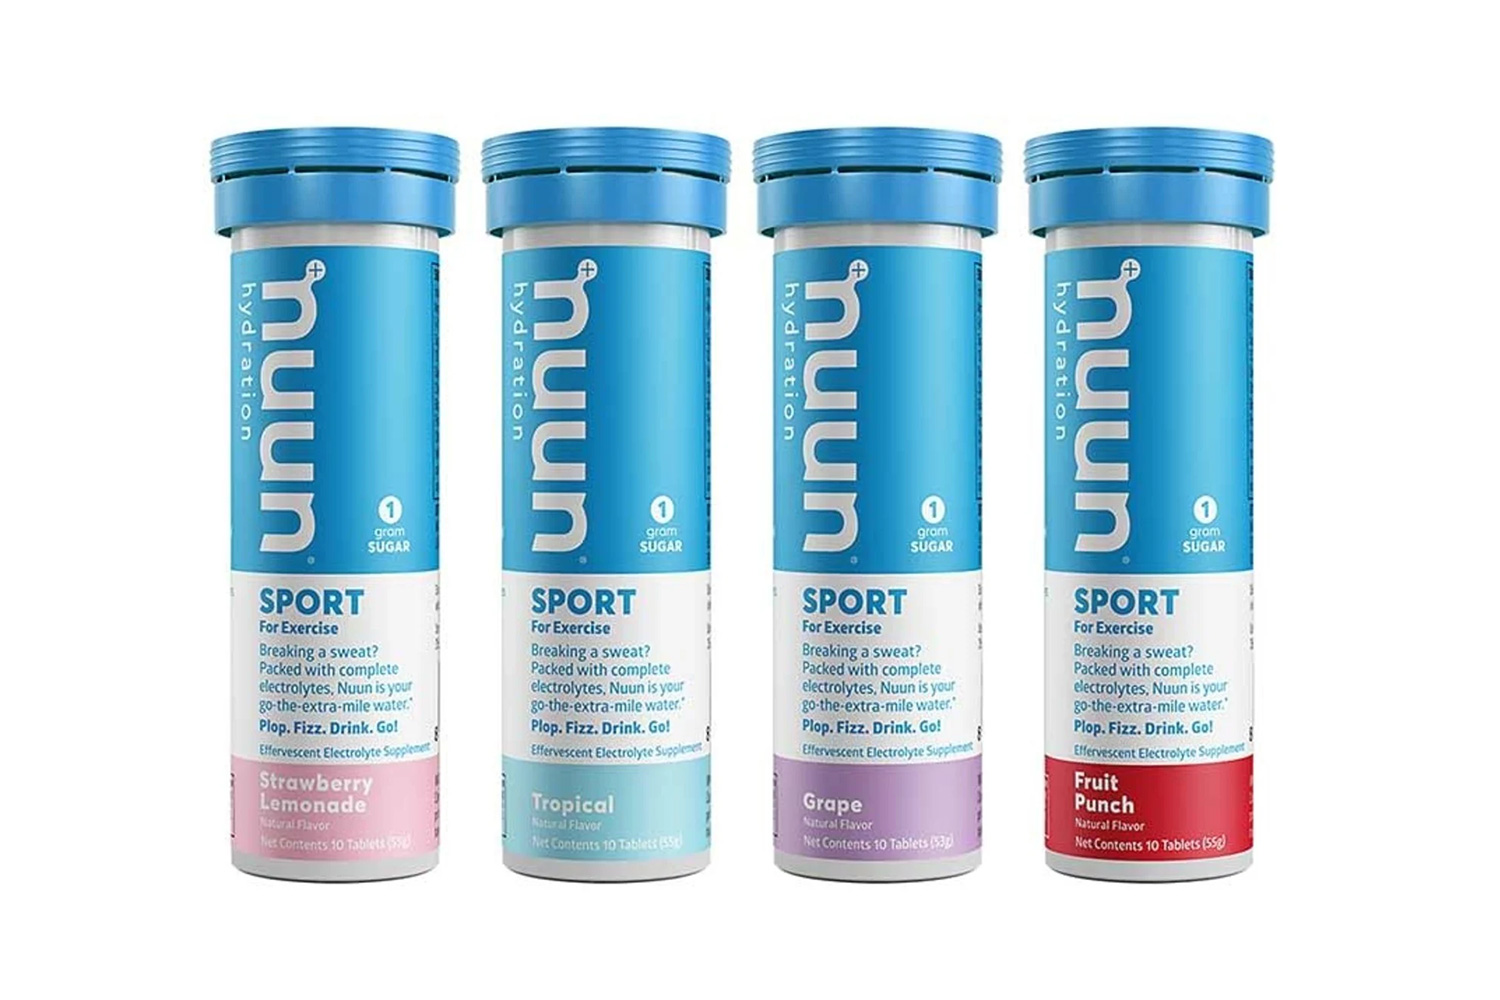 nuun
hydration
1
gram
SUGAR
SPORT
For Exercise
Breaking a sweat?
Packed with complete
electrolytes, Nuun is your
go-the-extra-mile water.*
Plop. Fizz. Drink. Go!
Effervescent Electrolyte Supplement
Strawberry
Lemonade
Natural Flavor
Net Contents 10 Tablets (55g)
nuun
hydration
1
gram
SUGAR
SPORT
For Exercise
Breaking a sweat?
Packed with complete
electrolytes, Nuun is your
go-the-extra-mile water.*
Plop. Fizz. Drink. Go!
Effervescent Electrolyte Supplement
Tropical
Natural Flavor
Net Contents 10 Tablets (55g)
nuun
hydration
1
gram
SUGAR
SPORT
For Exercise
Breaking a sweat?
Packed with complete
electrolytes, Nuun is your
go-the-extra-mile water.*
Plop. Fizz. Drink. Go!
Effervescent Electrolyte Supplement
Grape
Natural Flavor
Net Contents 10 Tablets (53g)
nuun
hydration
1
gram
SUGAR
SPORT
For Exercise
Breaking a sweat?
Packed with complete
electrolytes, Nuun is your
go-the-extra-mile water.*
Plop. Fizz. Drink. Go!
Effervescent Electrolyte Supplement
Fruit
Punch
Natural Flavor
Net Contents 10 Tablets (55g)